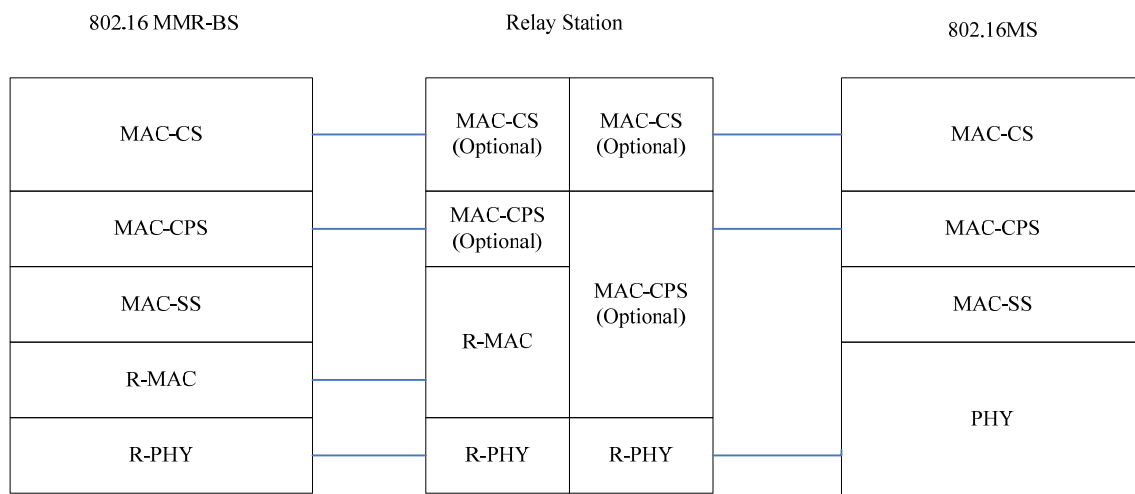 802.16 MMR-BS
Relay Station
802.16MS
MAC-CS
MAC-CPS
MAC-SS
R-MAC
R-PHY
MAC-CS
(Optional)
MAC-CPS
(Optional)
R-MAC
R-PHY
MAC-CS
(Optional)
MAC-CPS
(Optional)
R-PHY
MAC-CS
MAC-CPS
MAC-SS
PHY